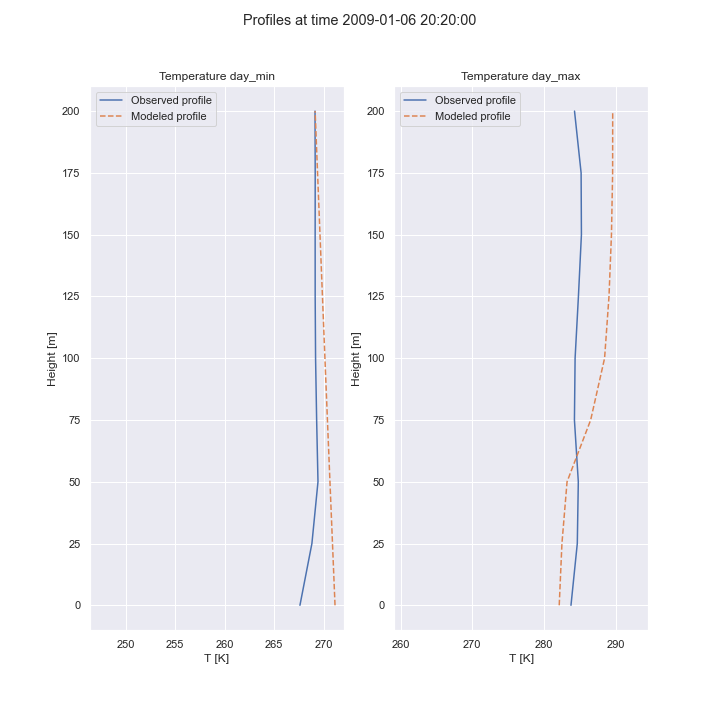 Profiles at time 2009-01-06 20:20:00
Temperature day_min
Observed profile
Modeled profile
200
175
150
125
100
75
50
25
0
Height [m]
250
255
260
265
270
T [K]
Temperature day_max
Observed profile
Modeled profile
200
175
150
125
100
75
50
25
0
Height [m]
260
270
280
290
T [K]